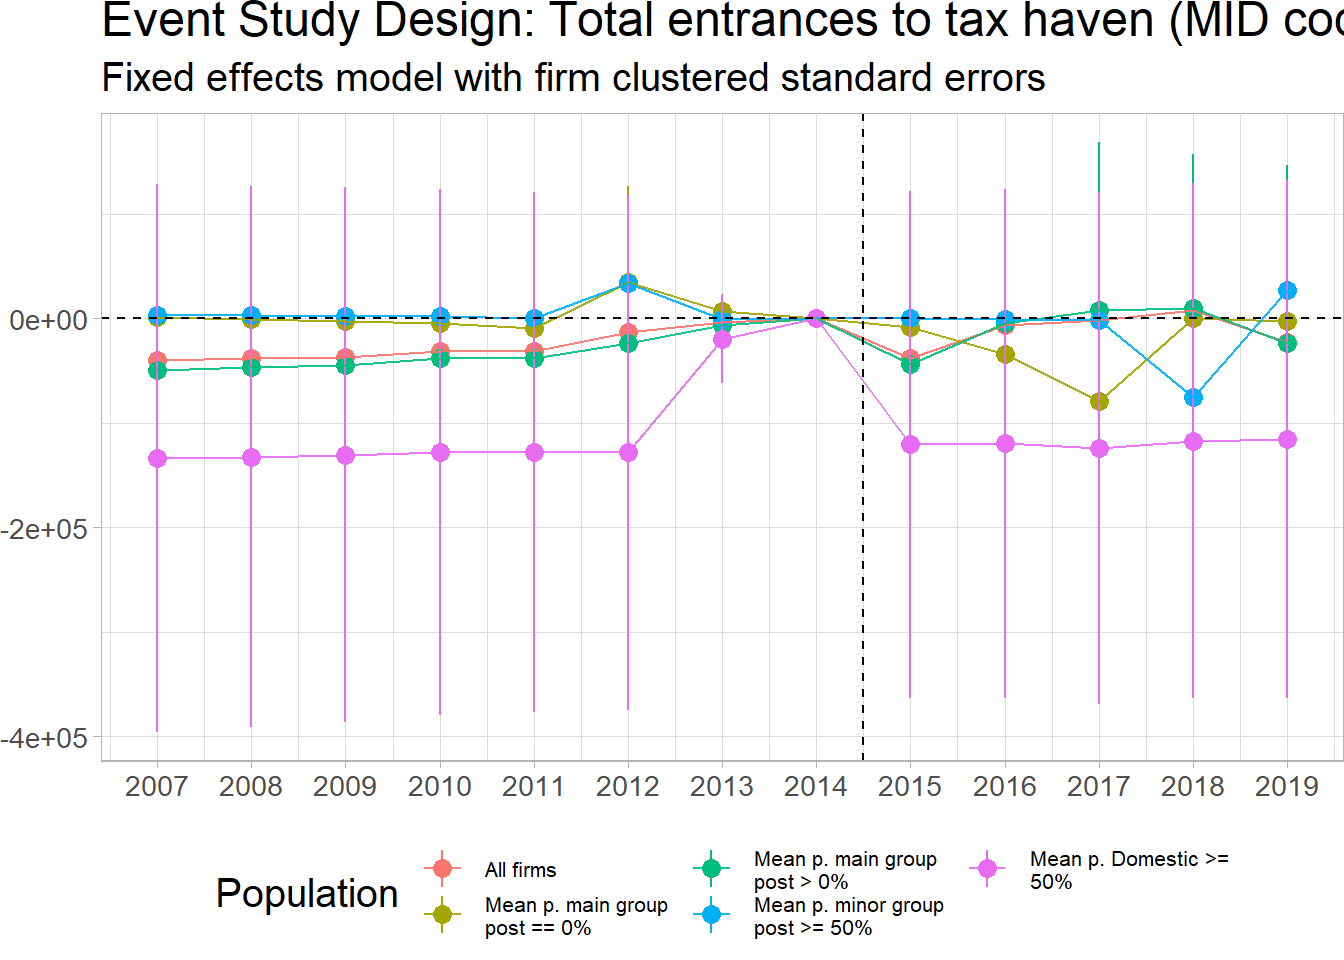 Event Study Design: Total entrances to tax haven (MID
Fixed effects model with firm clustered standard errors
0e+00
-2e+05
-4e+05
2007 2008 2009 2010 2011 2012 2013 2014 2015 2016 2017 2018 2019
Population
All firms
Mean p. main group
post == 0%
Mean p. main group
post > 0%
Mean p. minor group
post >= 50%
Mean p. Domestic >=
50%